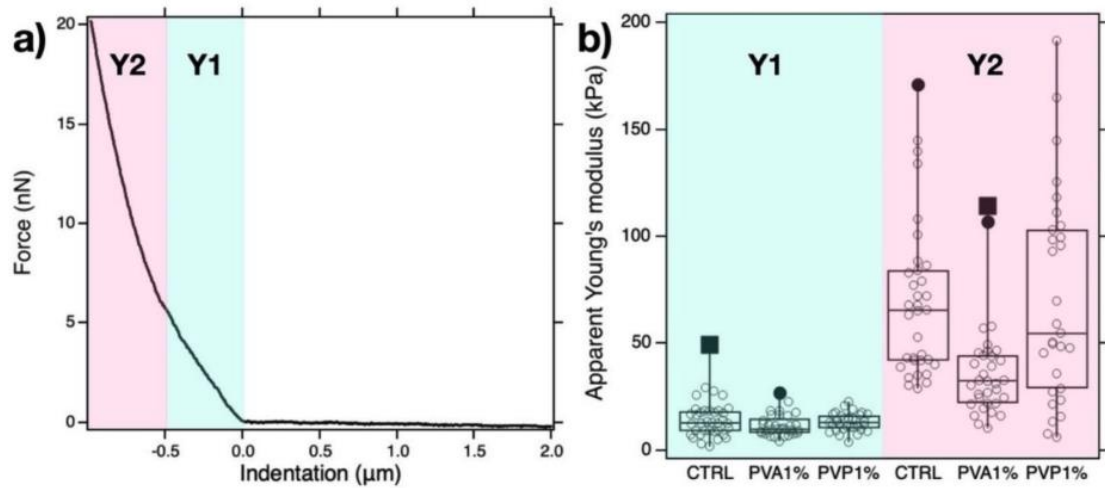 a)
Y2 Y1
20
15
10
5
0
Force (nN)
-0.5 0.0 0.5 1.0 1.5 2.0
Indentation (μm)
b)
Y1 Y2
200
150
100
50
0
Apparent Young's modulus (kPa)
CTRL PVA1% PVP1% CTRL PVA1% PVP1%